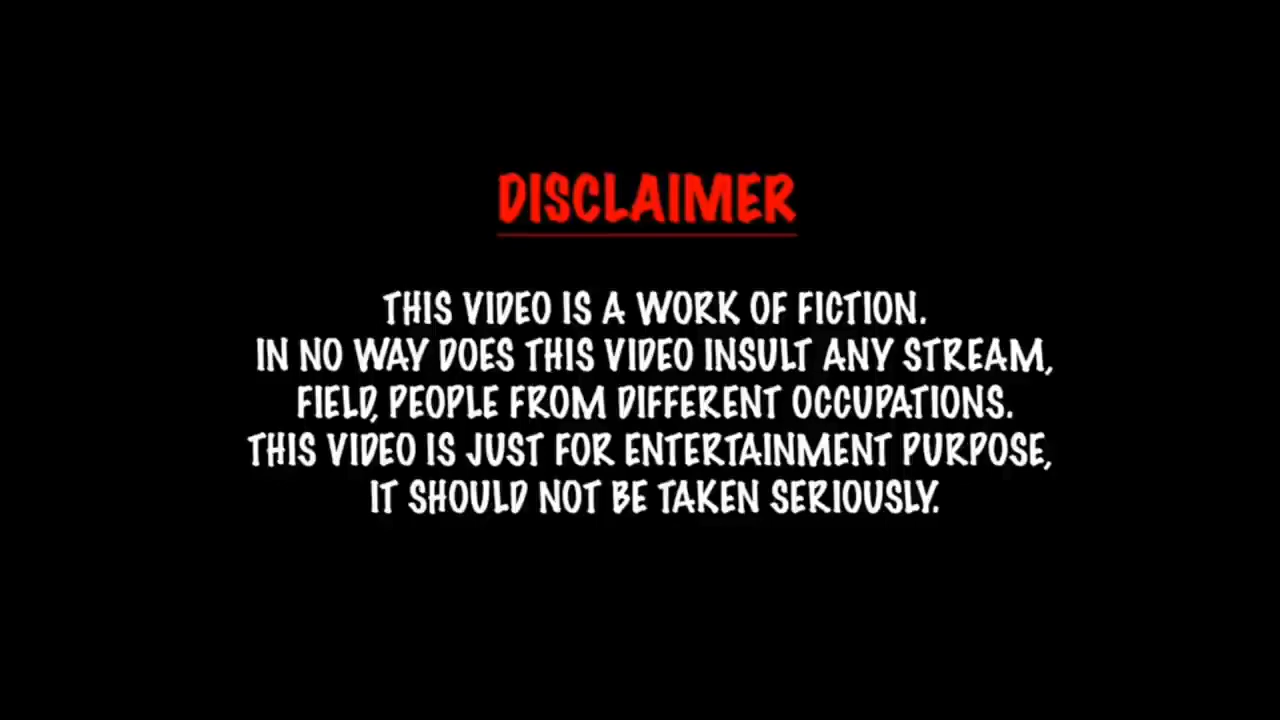 DISCLAIMER
THIS VIDEO IS A WORK OF FICTION.
IN NO WAY DOES THIS VIDEO INSULT ANY STREAM,
FIELD, PEOPLE FROM DIFFERENT OCCUPATIONS.
THIS VIDEO IS JUST FOR ENTERTAINMENT PURPOSE,
IT SHOULD NOT BE TAKEN SERIOUSLY.